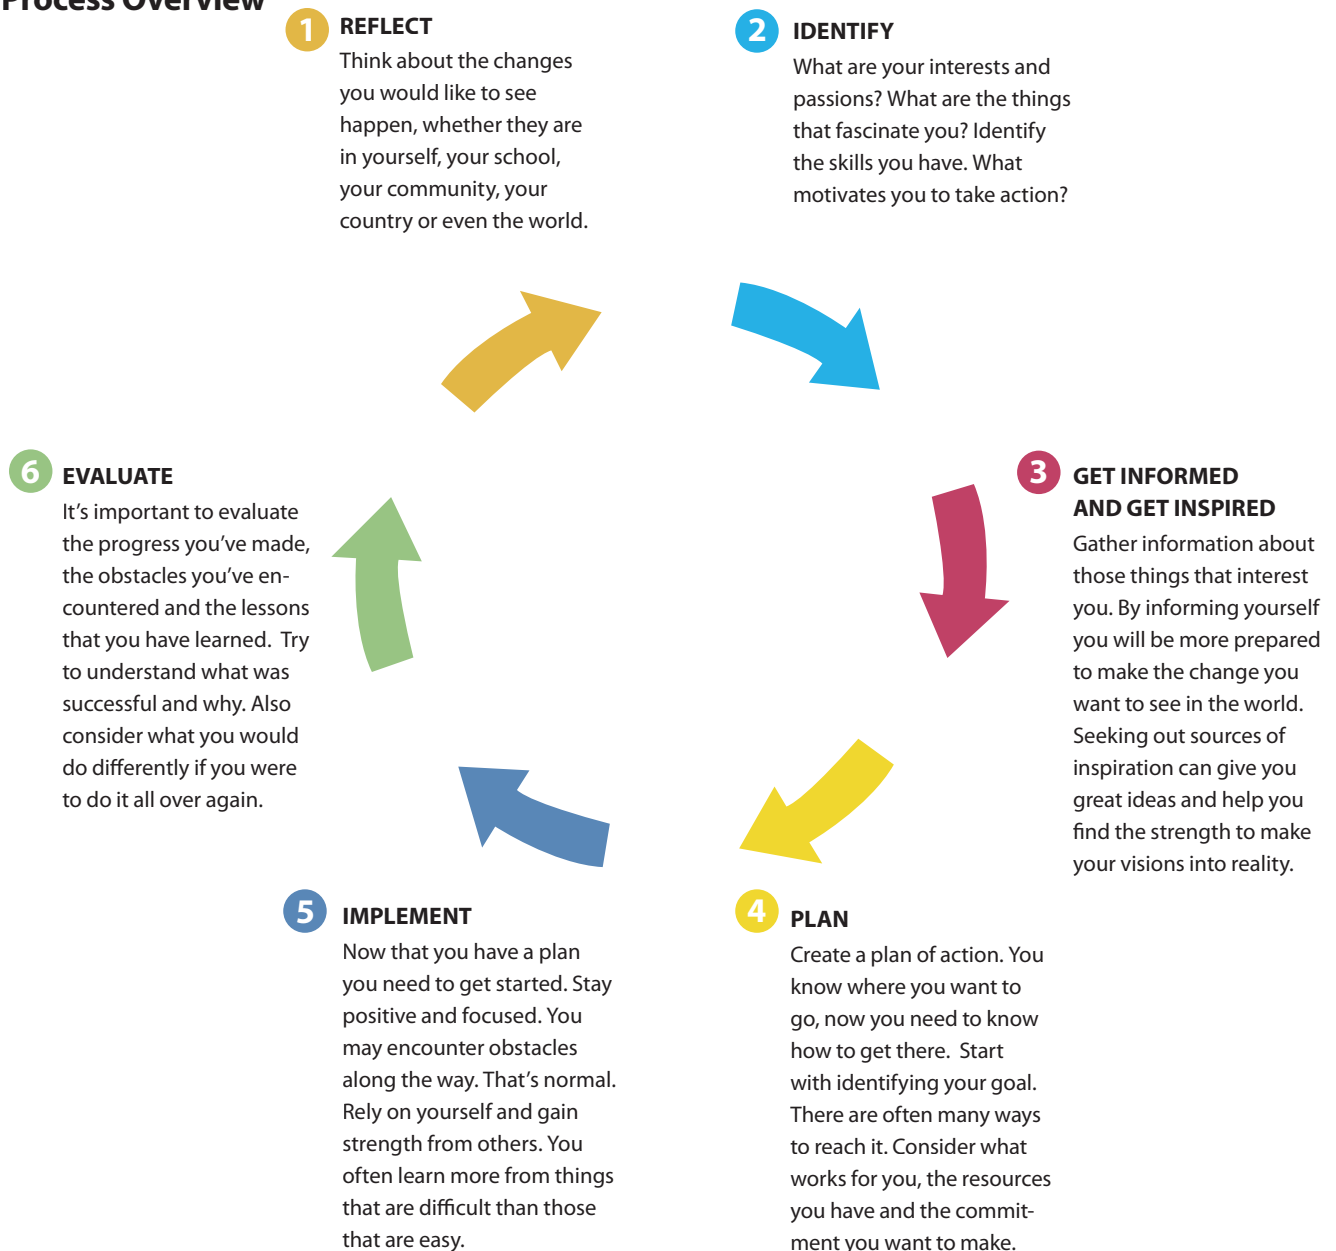 Process Overview
1 REFLECT
Think about the changes
you would like to see
happen, whether they are
in yourself, your school,
your community, your
country or even the world.
2 IDENTIFY
What are your interests and
passions? What are the things
that fascinate you? Identify
the skills you have. What
motivates you to take action?
3 GET INFORMED
AND GET INSPIRED
Gather information about
those things that interest
you. By informing yourself
you will be more prepared
to make the change you
want to see in the world.
Seeking out sources of
inspiration can give you
great ideas and help you
find the strength to make
your visions into reality.
4 PLAN
Create a plan of action. You
know where you want to
go, now you need to know
how to get there.  Start
with identifying your goal.
There are often many ways
to reach it. Consider what
works for you, the resources
you have and the commit-
ment you want to make.
5 IMPLEMENT
Now that you have a plan
you need to get started. Stay
positive and focused. You
may encounter obstacles
along the way. That's normal.
Rely on yourself and gain
strength from others. You
often learn more from things
that are difficult than those
that are easy.
6 EVALUATE
It's important to evaluate
the progress you've made,
the obstacles you've en-
countered and the lessons
that you have learned.  Try
to understand what was
successful and why. Also
consider what you would
do differently if you were
to do it all over again.